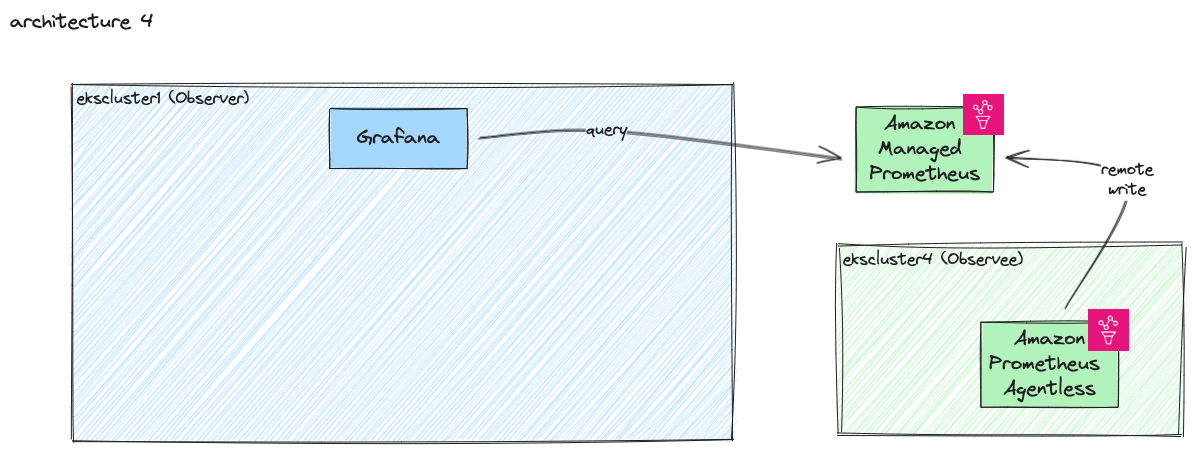 architecture 4
ekscluster1 (Observer)
Grafana
query
Amazon
Managed
Prometheus
remote
write
ekscluster4 (Observee)
Amazon
Prometheus
Agentless